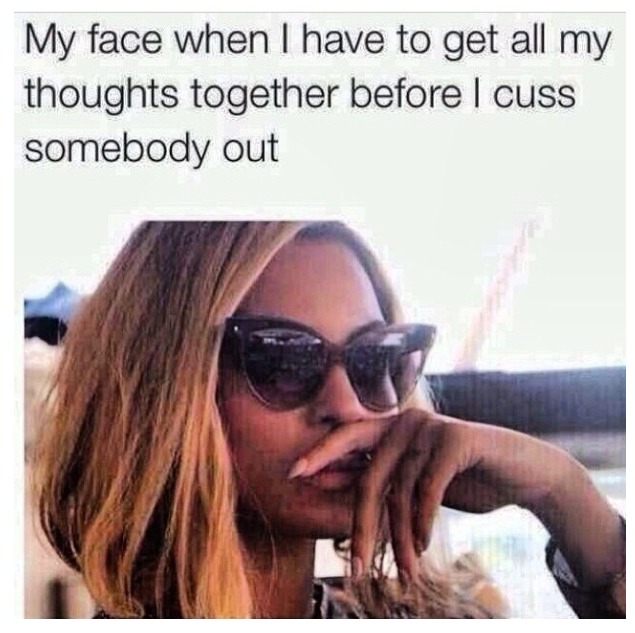 My face when I have to get all my
thoughts together before I cuss
somebody out